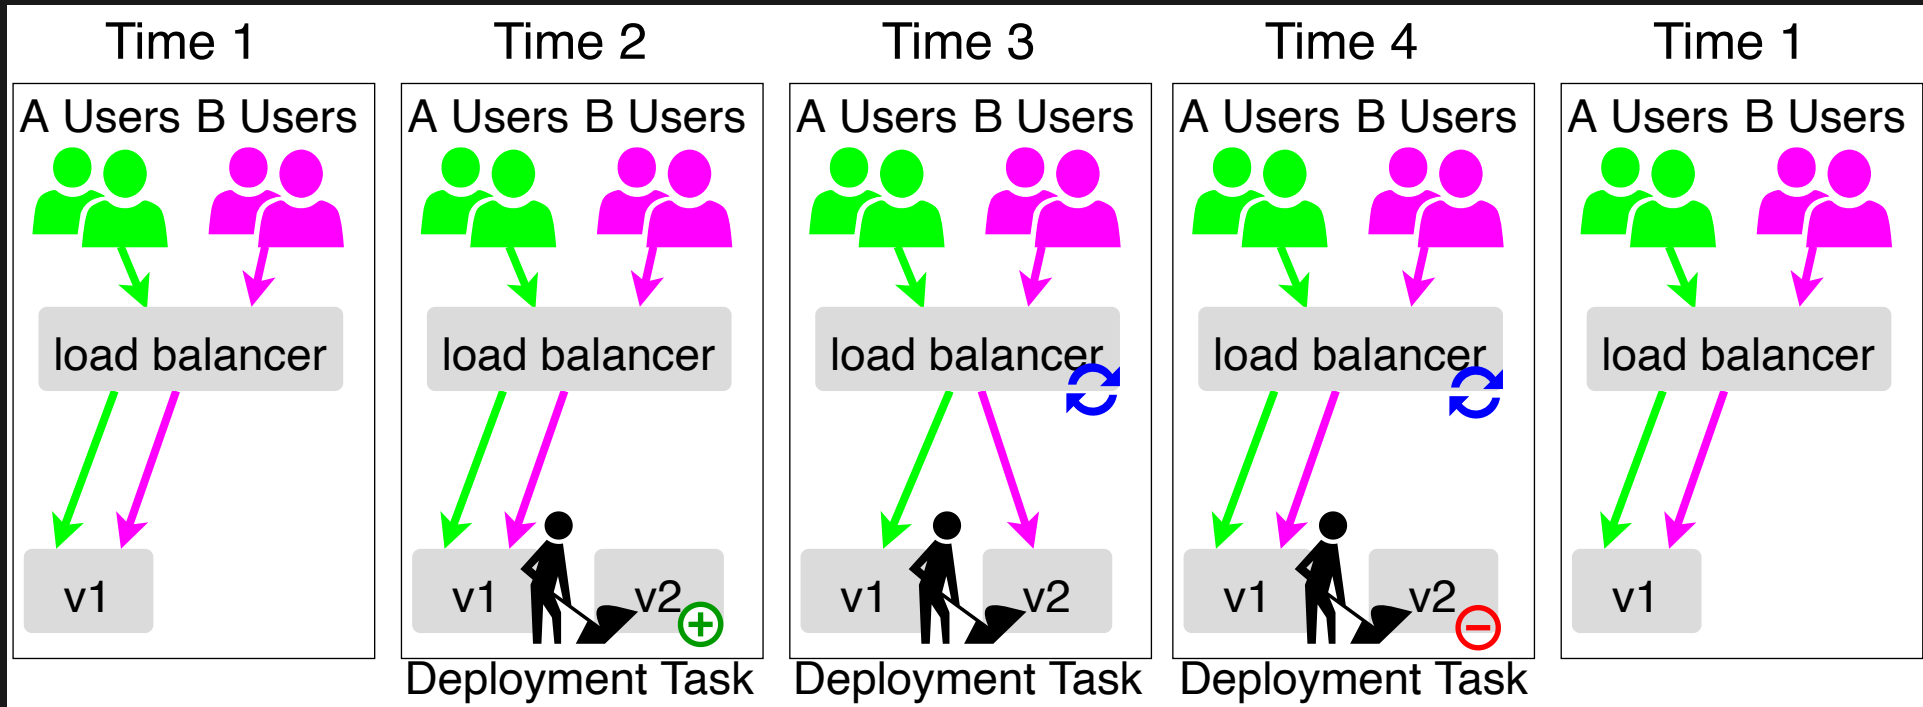 Time 1
A Users B Users
load balancer
v1
Time 2
A Users B Users
load balancer
v1 v2
Deployment Task
Time 3
A Users B Users
load balancer
v1 v2
Deployment Task
Time 4
A Users B Users
load balancer
v1 v2
Deployment Task
Time 1
A Users B Users
load balancer
v1